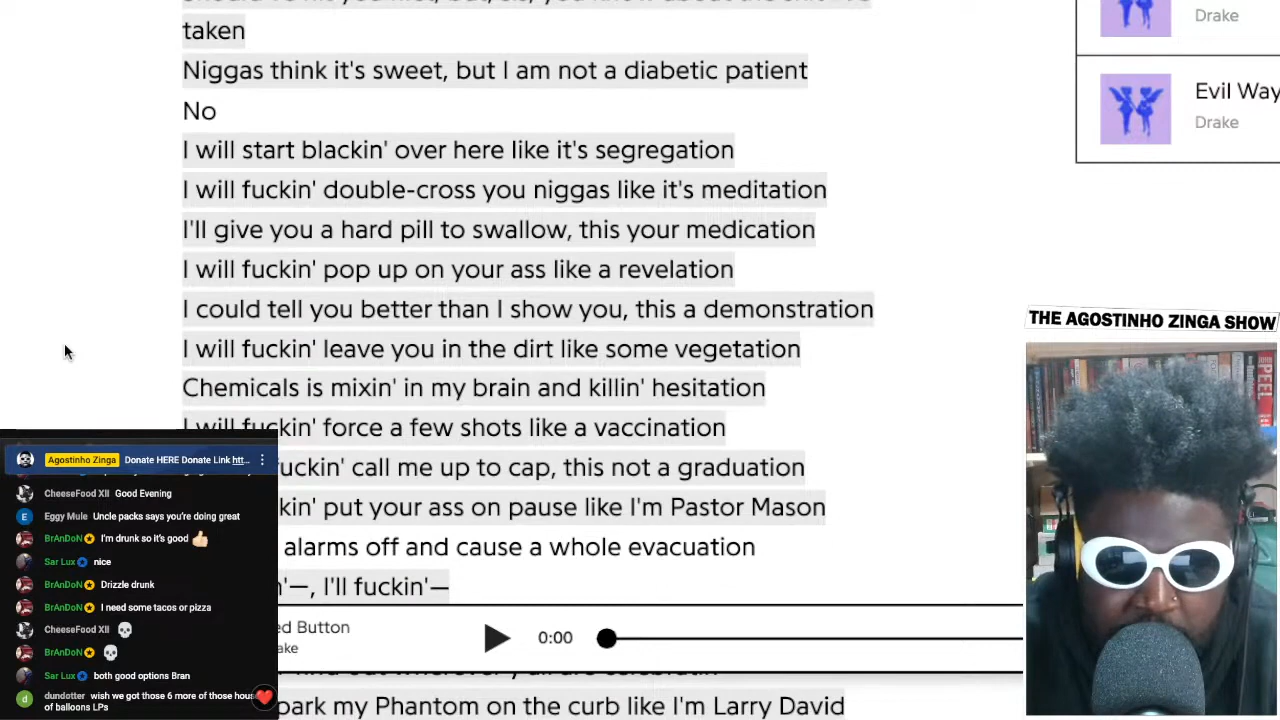 taken
Niggas think it's sweet, but I am not a diabetic patient
No
I will start blackin' over here like it's segregation
I will fuckin' double-cross you niggas like it's meditation
I'll give you a hard pill to swallow, this your medication
I will fuckin' pop up on your ass like a revelation
I could tell you better than I show you, this a demonstration
I will fuckin' leave you in the dirt like some vegetation
Chemicals is mixin' in my brain and killin' hesitation
I will fuckin' force a few shots like a vaccination
uckin' call me up to cap, this not a graduation
kin' put your ass on pause like I'm Pastor Mason
alarms off and cause a whole evacuation
n'—, I'll fuckin'—
park my Phantom on the curb like I'm Larry David
Drake
Evil Way
Drake
ed Button
ake
0:00
THE AGOSTINHO ZINGA SHOW
PEEL
Agostinho Zinga Donate HERE Donate Link htt...
CheeseFood XII Good Evening
Eggy Mule Uncle packs says you're doing great
BrAnDoN I'm drunk so it's good
Sar Lux nice
BrAnDoN Drizzle drunk
BrAnDoN I need some tacos or pizza
CheeseFood XII
BrAnDoN
Sar Lux both good options Bran
dundotter wish we got those 6 more of those hou
of balloons LPs